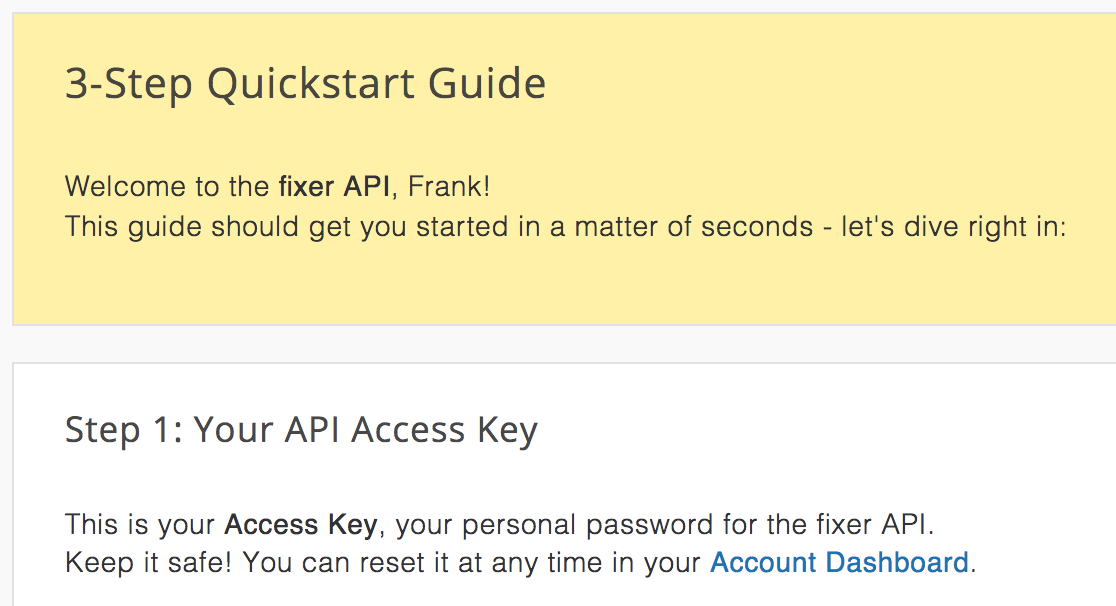 3-Step Quickstart Guide
Welcome to the fixer API, Frank!
This guide should get you started in a matter of seconds - let's dive right in:
Step 1: Your API Access Key
This is your Access Key, your personal password for the fixer API.
Keep it safe! You can reset it at any time in your Account Dashboard.